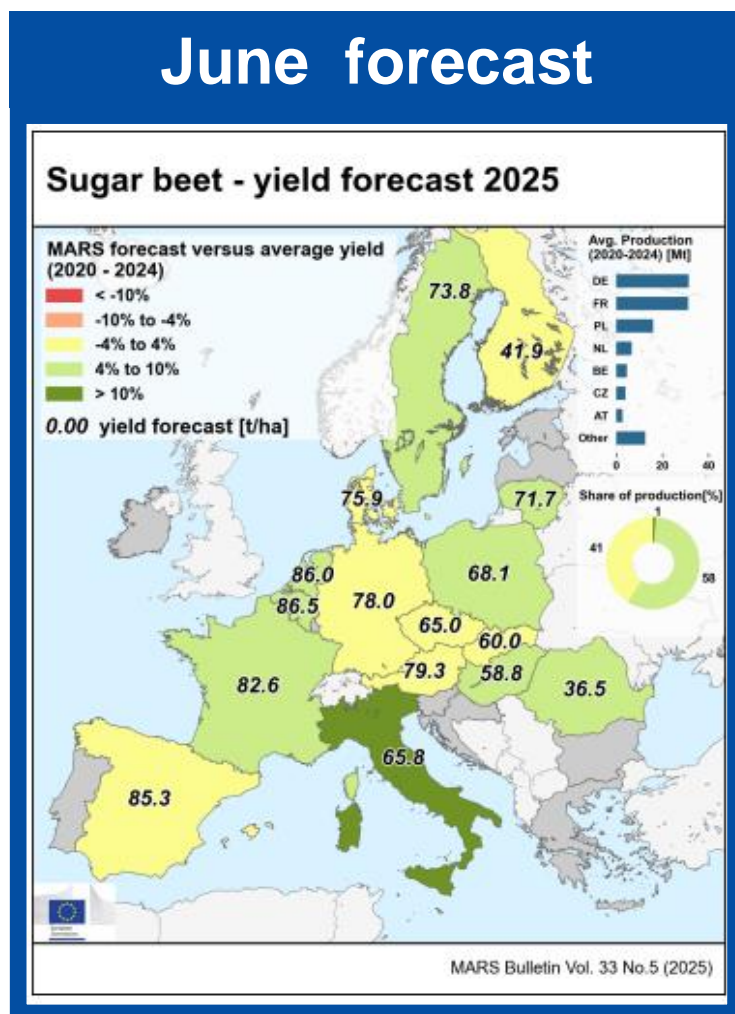 June forecast
Sugar beet - yield forecast 2025
MARS forecast versus average yield
(2020 - 2024)
< -10%
-10% to -4%
-4% to 4%
4% to 10%
> 10%
0.00 yield forecast [t/ha]
Avg. Production
(2020-2024) [Mt]
DE
FR
PL
NL
BE
CZ
AT
Other
0 20 40
Share of production[%]
1
41
58
73.8
41.9
75.9
71.7
86.0
86.5
78.0
68.1
65.0
60.0
79.3
58.8
36.5
82.6
65.8
85.3
MARS Bulletin Vol. 33 No.5 (2025)